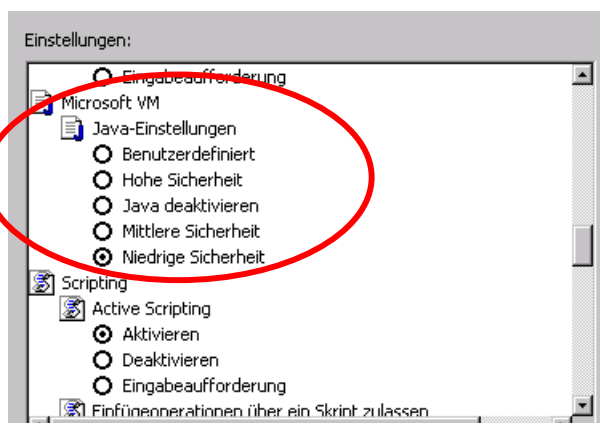 Einstellungen:
Eingabeaufforderung
Microsoft VM
Java-Einstellungen
Benutzerdefiniert
Hohe Sicherheit
Java deaktivieren
Mittlere Sicherheit
Niedrige Sicherheit
Scripting
Active Scripting
Aktivieren
Deaktivieren
Eingabeaufforderung
Einfügeoperationen über ein Skript zulassen